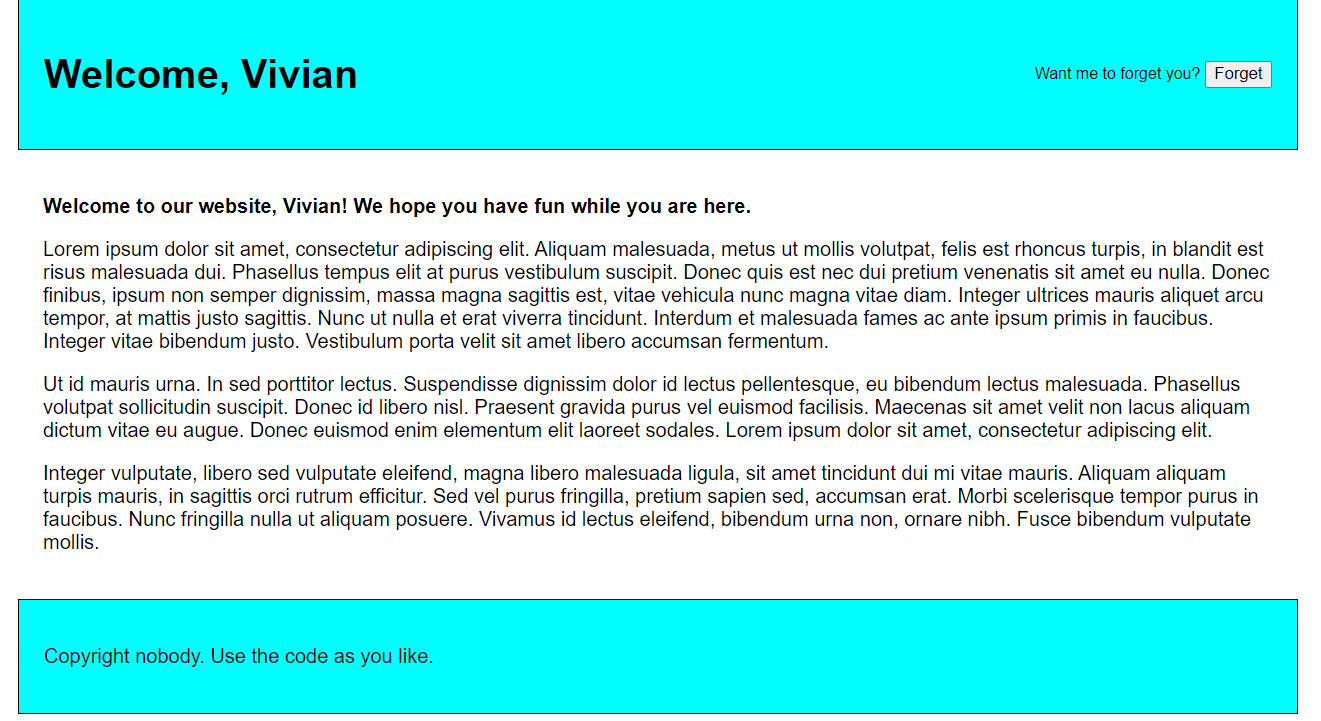 Welcome, Vivian
Want me to forget you? Forget
Welcome to our website, Vivian! We hope you have fun while you are here.
Lorem ipsum dolor sit amet, consectetur adipiscing elit. Aliquam malesuada, metus ut mollis volutpat, felis est rhoncus turpis, in blandit est
risus malesuada dui. Phasellus tempus elit at purus vestibulum suscipit. Donec quis est nec dui pretium venenatis sit amet eu nulla. Donec
finibus, ipsum non semper dignissim, massa magna sagittis est, vitae vehicula nunc magna vitae diam. Integer ultrices mauris aliquet arcu
tempor, at mattis justo sagittis. Nunc ut nulla et erat viverra tincidunt. Interdum et malesuada fames ac ante ipsum primis in faucibus.
Integer vitae bibendum justo. Vestibulum porta velit sit amet libero accumsan fermentum.
Ut id mauris urna. In sed porttitor lectus. Suspendisse dignissim dolor id lectus pellentesque, eu bibendum lectus malesuada. Phasellus
volutpat sollicitudin suscipit. Donec id libero nisl. Praesent gravida purus vel euismod facilisis. Maecenas sit amet velit non lacus aliquam
dictum vitae eu augue. Donec euismod enim elementum elit laoreet sodales. Lorem ipsum dolor sit amet, consectetur adipiscing elit.
Integer vulputate, libero sed vulputate eleifend, magna libero malesuada ligula, sit amet tincidunt dui mi vitae mauris. Aliquam aliquam
turpis mauris, in sagittis orci rutrum efficitur. Sed vel purus fringilla, pretium sapien sed, accumsan erat. Morbi scelerisque tempor purus in
faucibus. Nunc fringilla nulla ut aliquam posuere. Vivamus id lectus eleifend, bibendum urna non, ornare nibh. Fusce bibendum vulputate
mollis.
Copyright nobody. Use the code as you like.